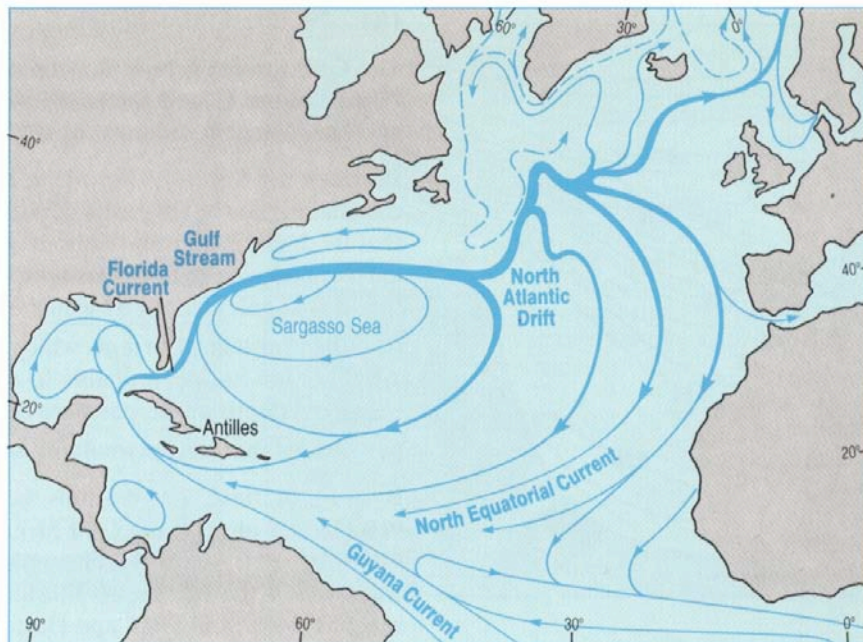 60°
30°
0°
40°
Gulf
Stream
Florida
Current
North
Atlantic
Drift
40°
Sargasso Sea
20°
Antilles
20°
North Equatorial Current
Guyana Current
90°
60°
30°
0°